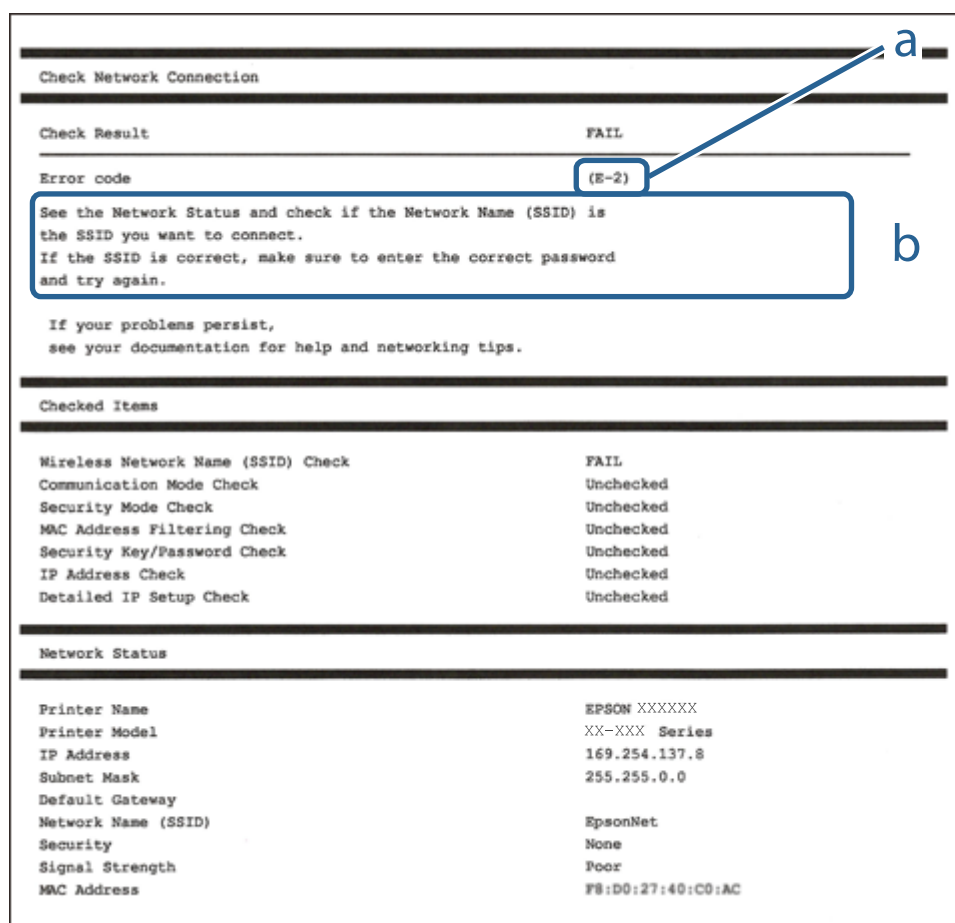 a
Check Network Connection
Check Result FAIL
Error code (E-2)
See the Network Status and check if the Network Name (SSID) is
the SSID you want to connect.
If the SSID is correct, make sure to enter the correct password
and try again.
b
If your problems persist,
see your documentation for help and networking tips.
Checked Items
Wireless Network Name (SSID) Check FAIL
Communication Mode Check Unchecked
Security Mode Check Unchecked
MAC Address Filtering Check Unchecked
Security Key/Password Check Unchecked
IP Address Check Unchecked
Detailed IP Setup Check Unchecked
Network Status
Printer Name EPSON XXXXXX
Printer Model XX-XXX Series
IP Address 169.254.137.8
Subnet Mask 255.255.0.0
Default Gateway
Network Name (SSID) EpsonNet
Security None
Signal Strength Poor
MAC Address F8:D0:27:40:C0:AC